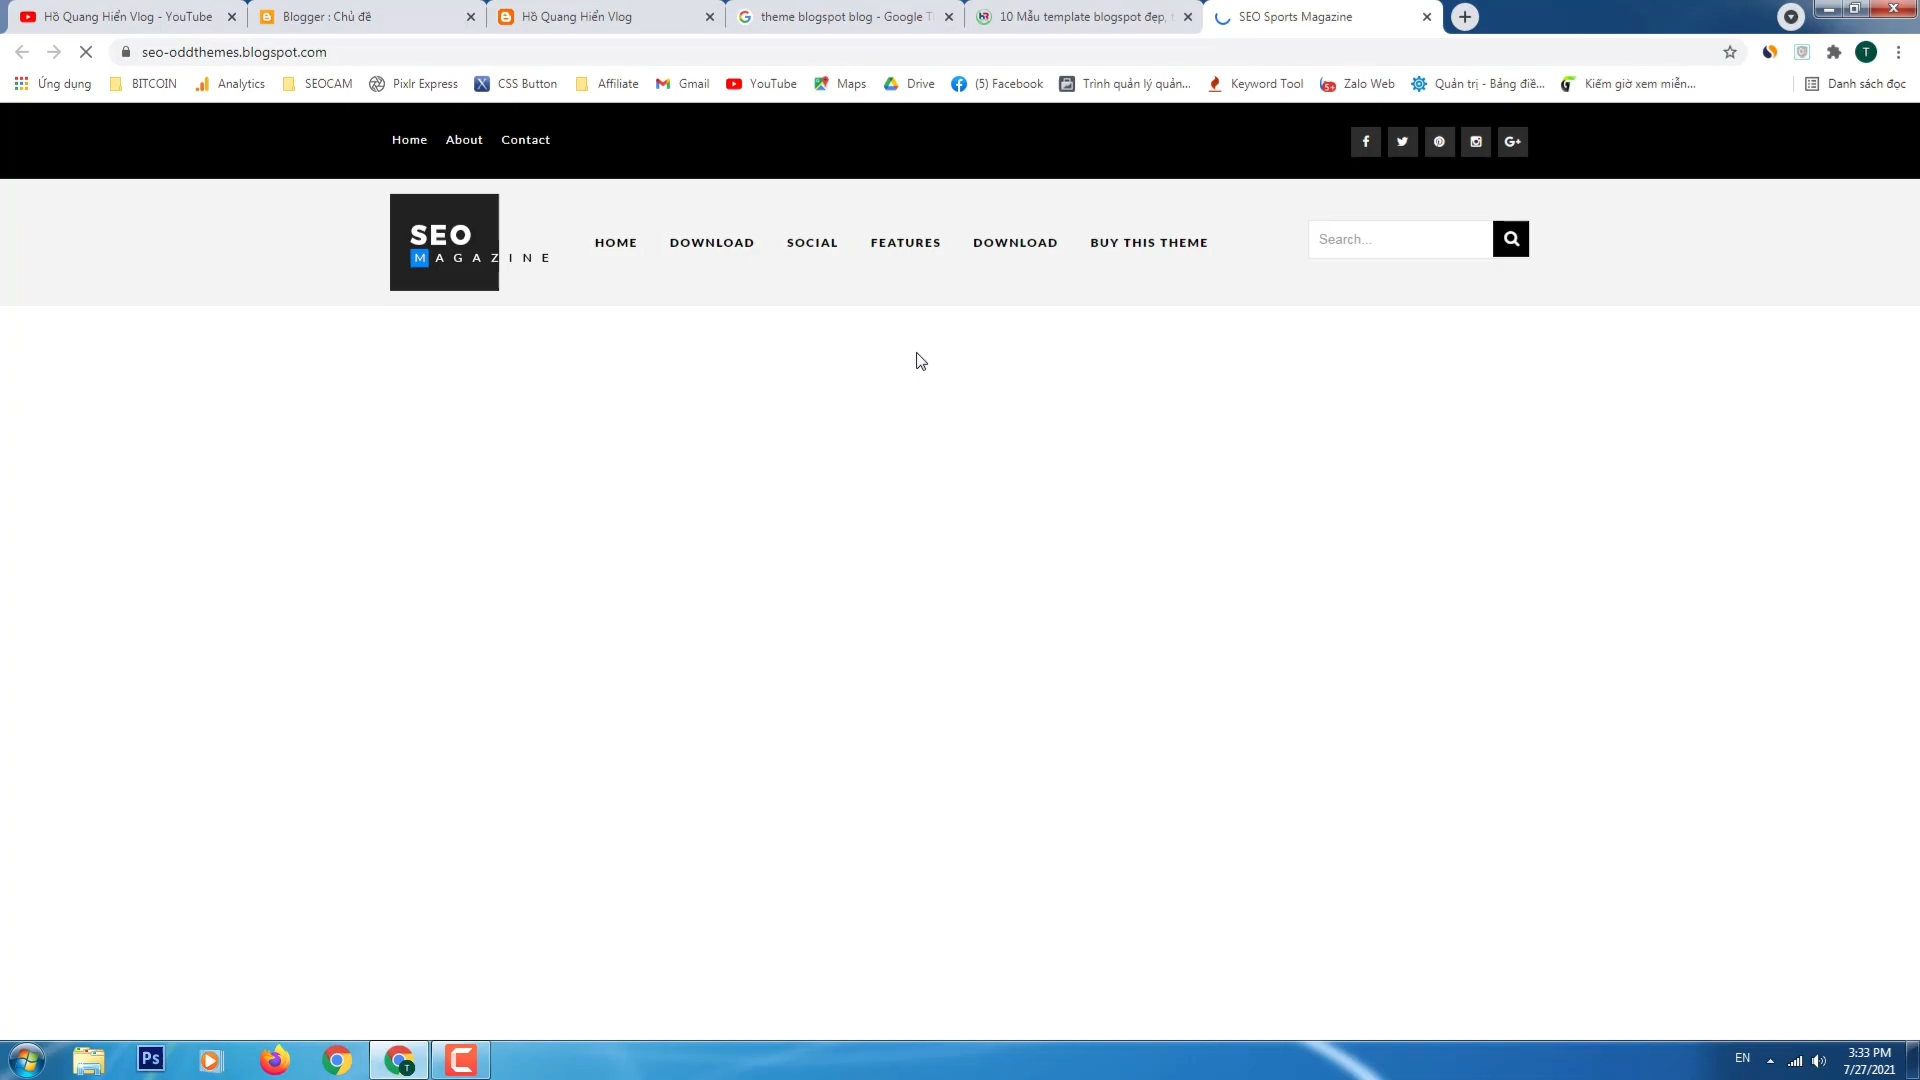 Hồ Quang Hiển Vlog - YouTube
Blogger : Chủ đề
Hồ Quang Hiển Vlog
theme blogspot blog - Google T
10 Mẫu template blogspot đẹp,
SEO Sports Magazine
seo-oddthemes.blogspot.com
T
Ứng dụng
BITCOIN
Analytics
SEOCAM
Pixlr Express
CSS Button
Affiliate
Gmail
YouTube
Maps
Drive
(5) Facebook
Trình quản lý quản...
Keyword Tool
Zalo Web
Quản trị - Bảng điề...
Kiếm giờ xem miễn...
Danh sách đọc
Home
About
Contact
SEO
MAGAZINE
HOME
DOWNLOAD
SOCIAL
FEATURES
DOWNLOAD
BUY THIS THEME
Search...
Ps
T
EN
3:33 PM
7/27/2021